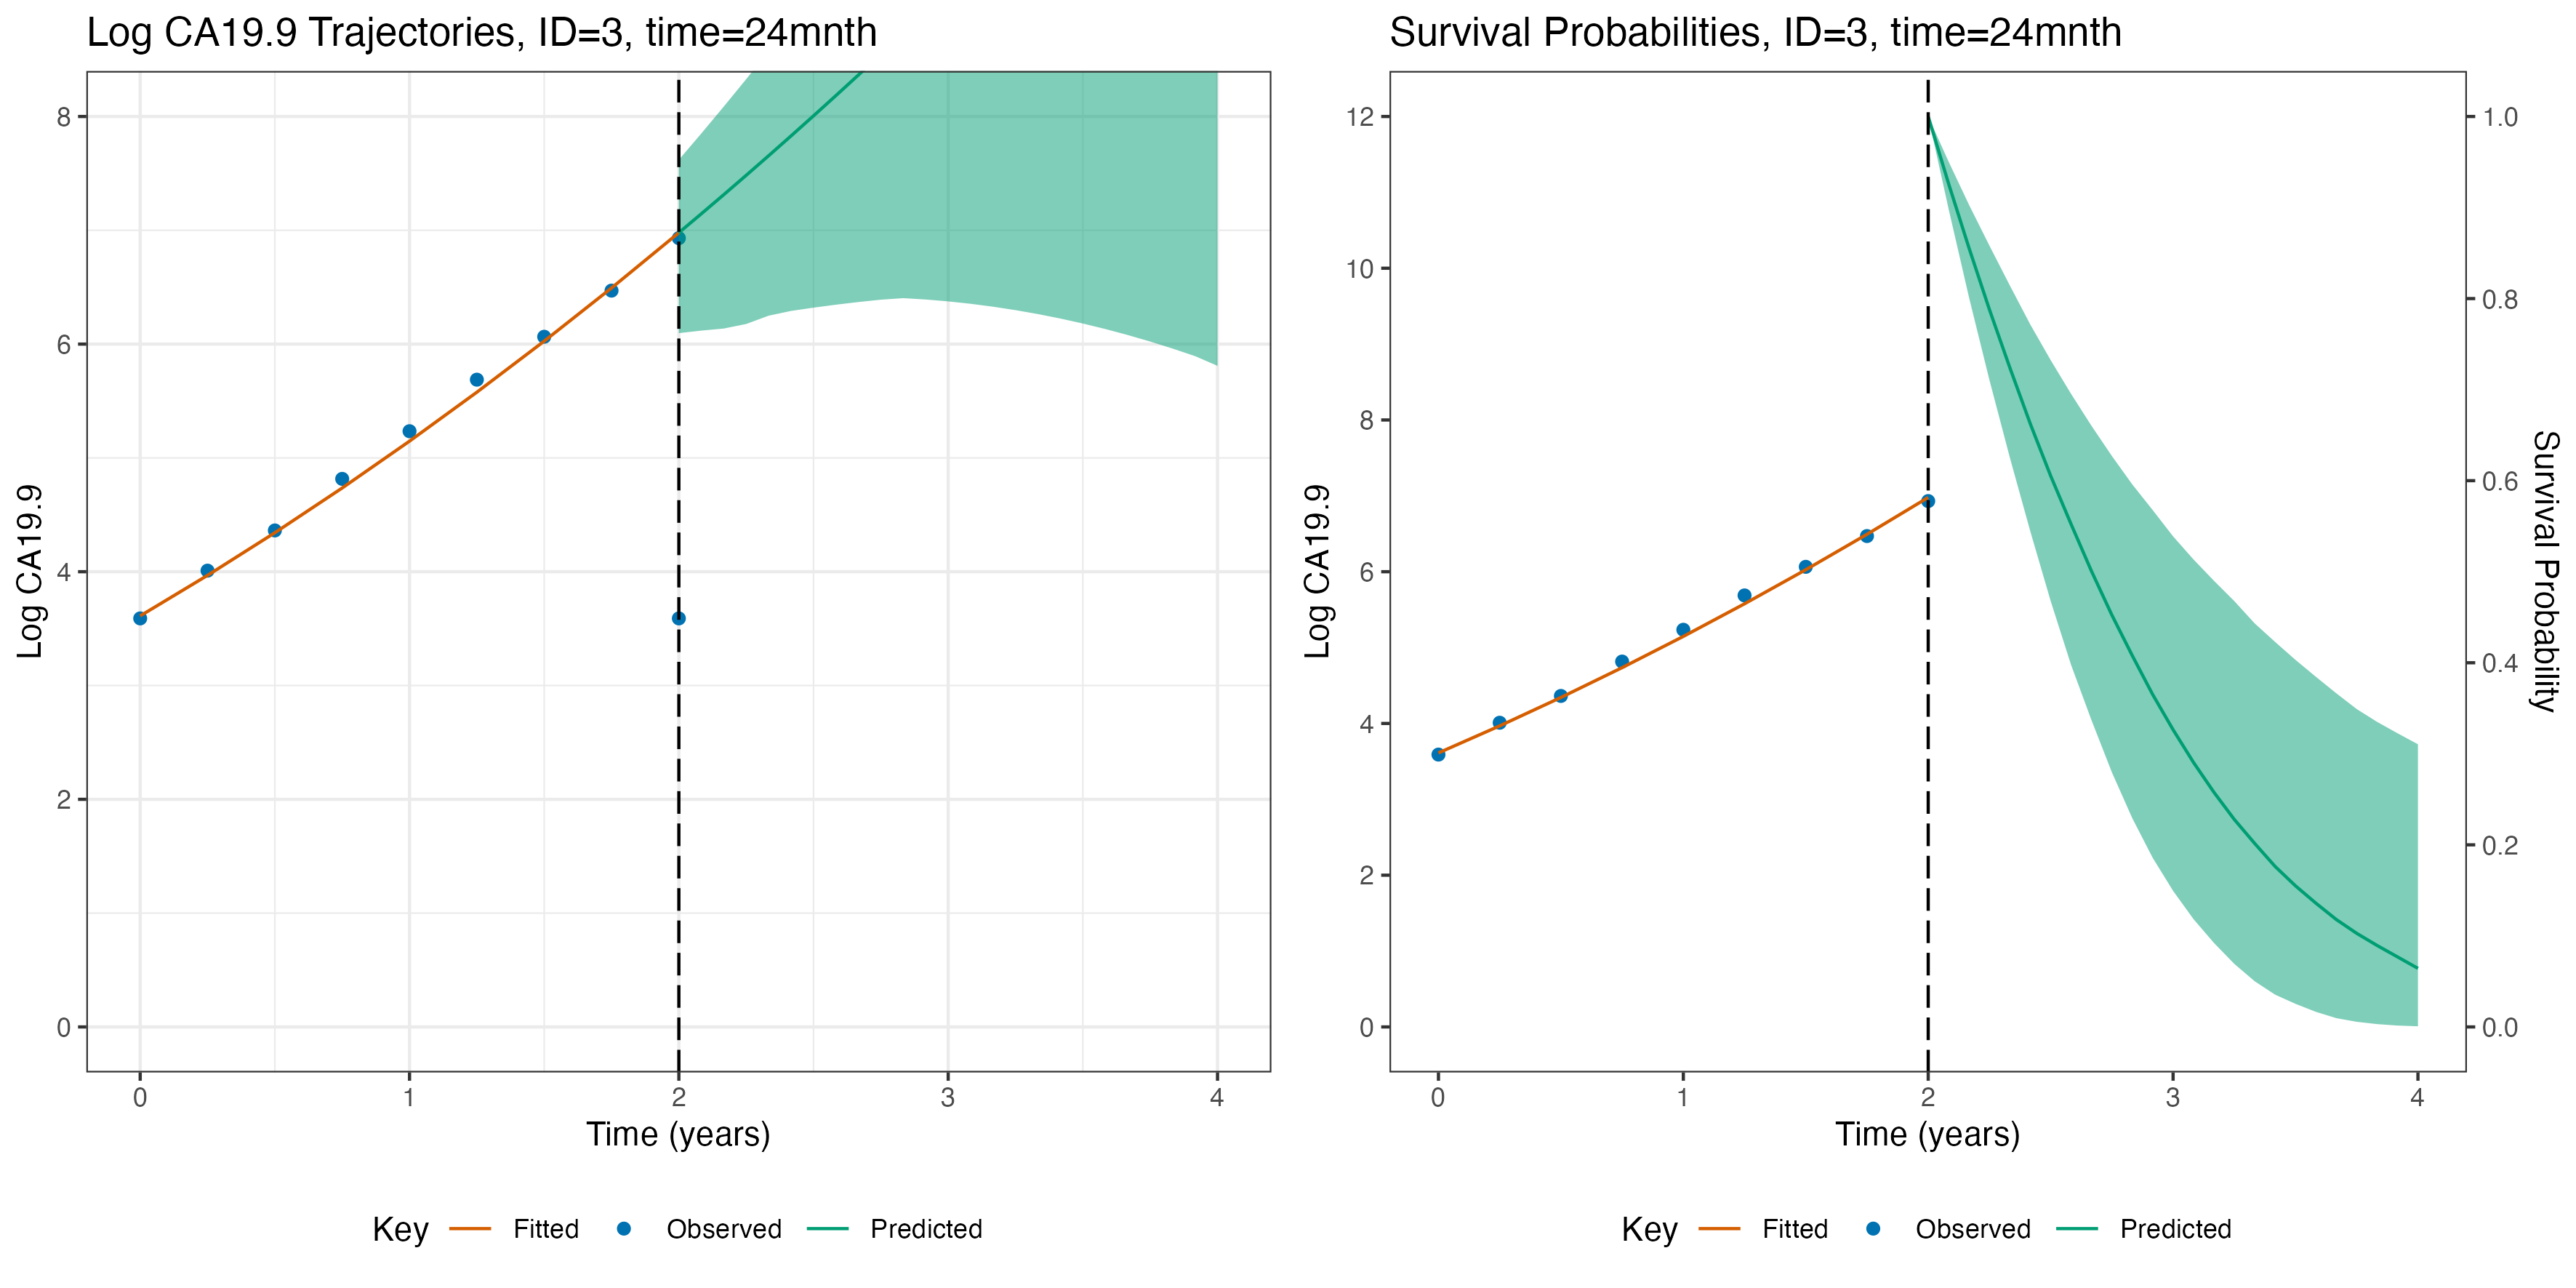 Log CA19.9 Trajectories, ID=3, time=24mnth
8
6
4
2
0
Log CA19.9
0 1 2 3 4
Time (years)
Key Fitted Observed Predicted
Survival Probabilities, ID=3, time=24mnth
12
10
8
6
4
2
0
Log CA19.9
1.0
0.8
0.6
0.4
0.2
0.0
Survival Probability
0 1 2 3 4
Time (years)
Key Fitted Observed Predicted